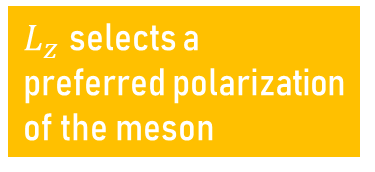 L_z selects a
preferred polarization
of the meson